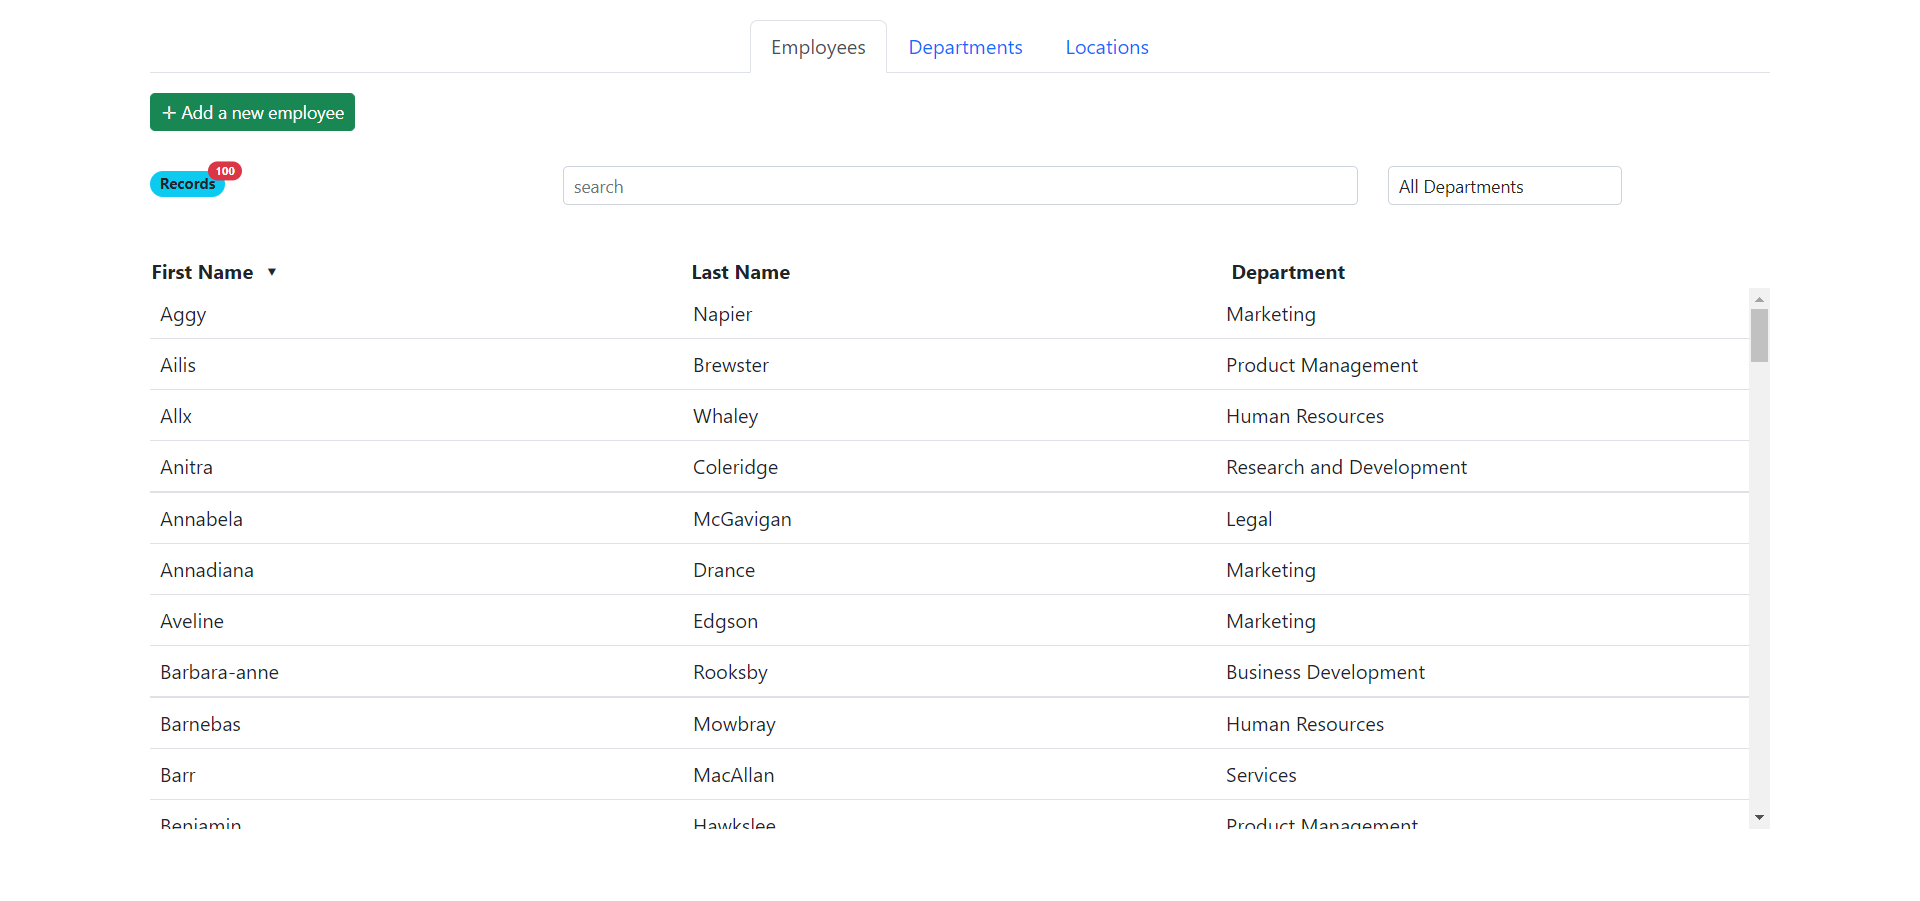 Employees Departments Locations
+ Add a new employee
Records 100 search All Departments
First Name ▼ Last Name Department
Aggy Napier Marketing
Ailis Brewster Product Management
Allx Whaley Human Resources
Anitra Coleridge Research and Development
Annabela McGavigan Legal
Annadiana Drance Marketing
Aveline Edgson Marketing
Barbara-anne Rooksby Business Development
Barnebas Mowbray Human Resources
Barr MacAllan Services
Benjamin Hawkslee Product Management